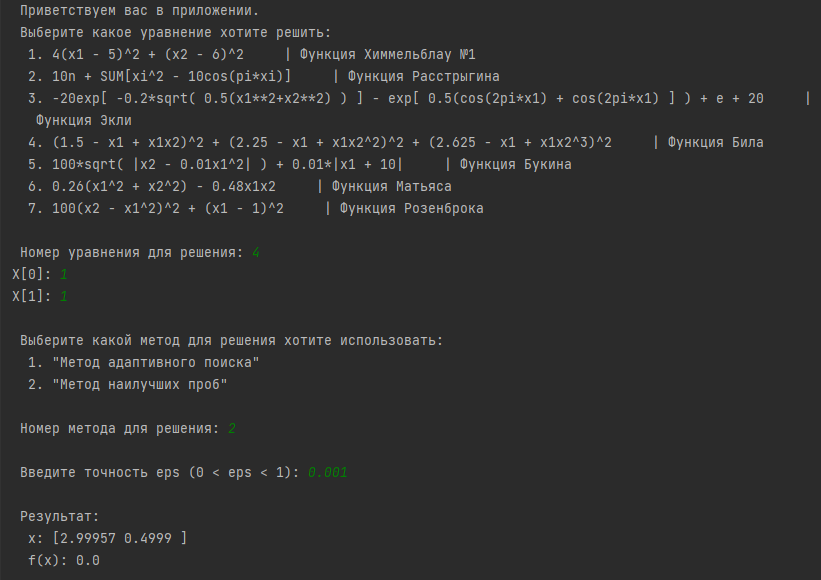 Приветствуем вас в приложении.
Выберите какое уравнение хотите решить:
1. 4(x1 - 5)^2 + (x2 - 6)^2     | Функция Химмельблау №1
2. 10n + SUM[xi^2 - 10cos(pi*xi)]     | Функция Расстрыгина
3. -20exp[ -0.2*sqrt( 0.5(x1**2+x2**2) ) ] - exp[ 0.5(cos(2pi*x1) + cos(2pi*x1) ] ) + e + 20     |
Функция Экли
4. (1.5 - x1 + x1x2)^2 + (2.25 - x1 + x1x2^2)^2 + (2.625 - x1 + x1x2^3)^2     | Функция Била
5. 100*sqrt( |x2 - 0.01x1^2| ) + 0.01*|x1 + 10|     | Функция Букина
6. 0.26(x1^2 + x2^2) - 0.48x1x2     | Функция Матьяса
7. 100(x2 - x1^2)^2 + (x1 - 1)^2     | Функция Розенброка
Номер уравнения для решения: 4
X[0]: 1
X[1]: 1
Выберите какой метод для решения хотите использовать:
1. "Метод адаптивного поиска"
2. "Метод наилучших проб"
Номер метода для решения: 2
Введите точность eps (0 < eps < 1): 0.001
Результат:
x: [2.99957 0.4999 ]
f(x): 0.0